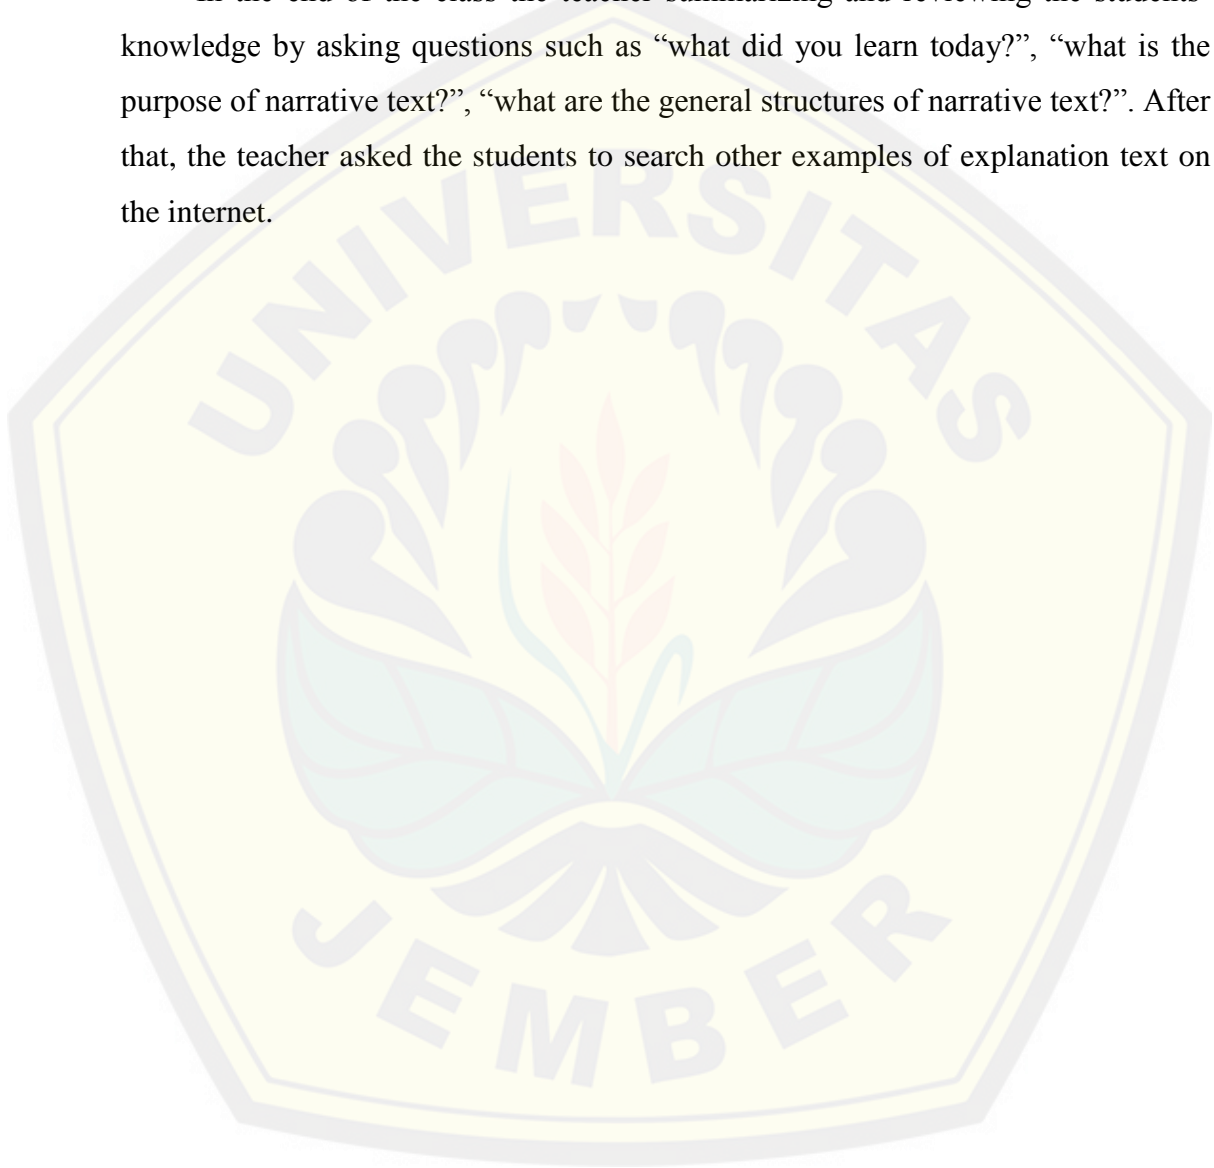 In the end of the class the teacher summarizing and reviewing the students’
knowledge by asking questions such as “what did you learn today?”, “what is the
purpose of narrative text?”, “what are the general structures of narrative text?”. After
that, the teacher asked the students to search other examples of explanation text on
the internet.
UNIVERSITAS
JEMBER